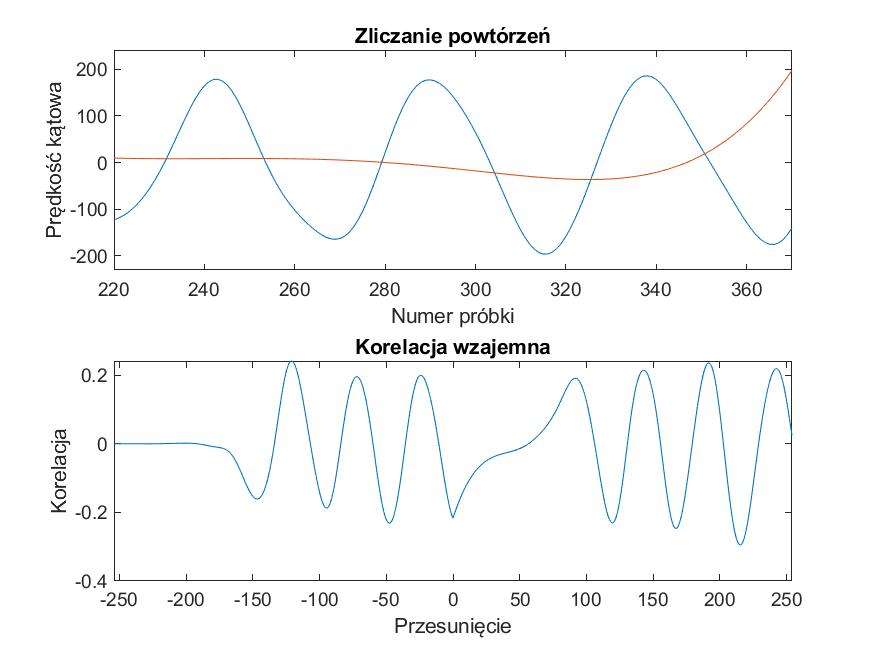 Zliczanie powtórzeń
200
100
0
-100
-200
Prędkość kątowa
220 240 260 280 300 320 340 360
Numer próbki
Korelacja wzajemna
0.2
0
-0.2
-0.4
Korelacja
-250 -200 -150 -100 -50 0 50 100 150 200 250
Przesunięcie